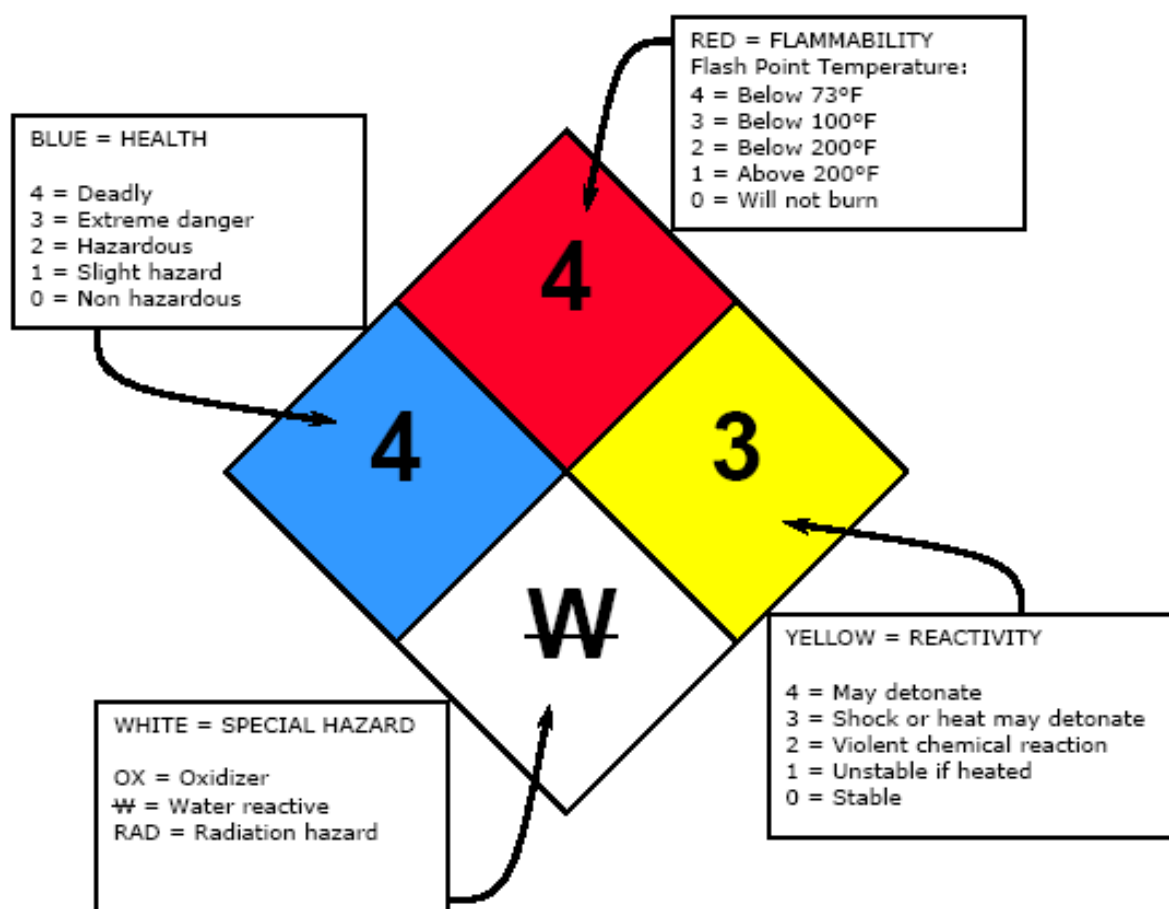 RED = FLAMMABILITY
Flash Point Temperature:
4 = Below 73°F
3 = Below 100°F
2 = Below 200°F
1 = Above 200°F
0 = Will not burn
BLUE = HEALTH
4 = Deadly
3 = Extreme danger
2 = Hazardous
1 = Slight hazard
0 = Non hazardous
4
4
3
W
YELLOW = REACTIVITY
4 = May detonate
3 = Shock or heat may detonate
2 = Violent chemical reaction
1 = Unstable if heated
0 = Stable
WHITE = SPECIAL HAZARD
OX = Oxidizer
W = Water reactive
RAD = Radiation hazard